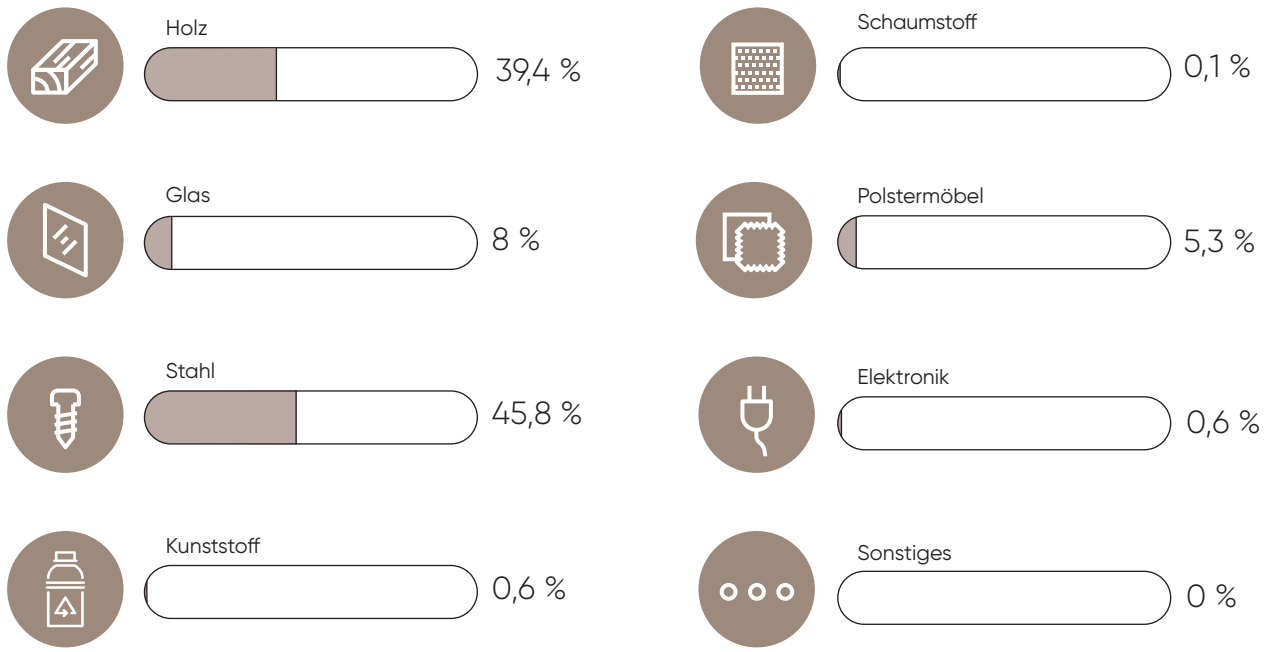 Holz
39,4 %
Glas
8 %
Stahl
45,8 %
Kunststoff
0,6 %
Schaumstoff
0,1 %
Polstermöbel
5,3 %
Elektronik
0,6 %
Sonstiges
0 %